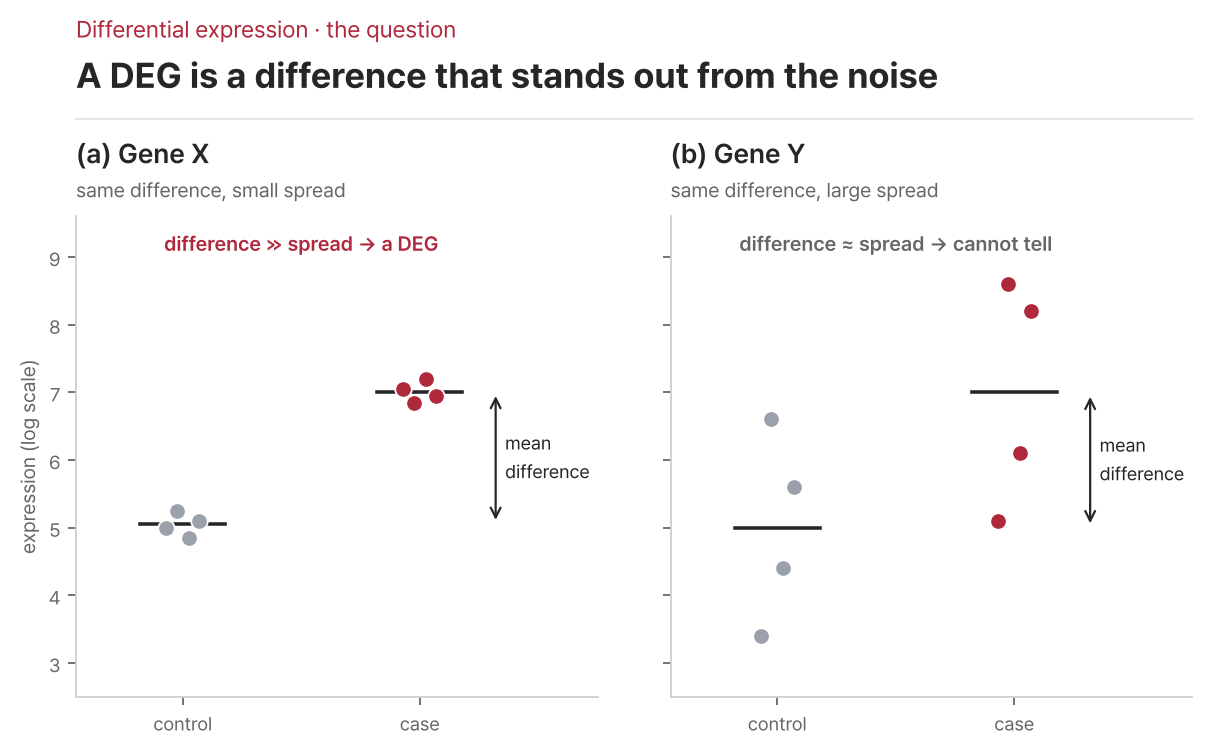 Differential expression · the question
A DEG is a difference that stands out from the noise
(a) Gene X
same difference, small spread
difference » spread → a DEG
9
8
7
6
5
4
3
expression (log scale)
mean
difference
control
case
(b) Gene Y
same difference, large spread
difference ≈ spread → cannot tell
mean
difference
control
case